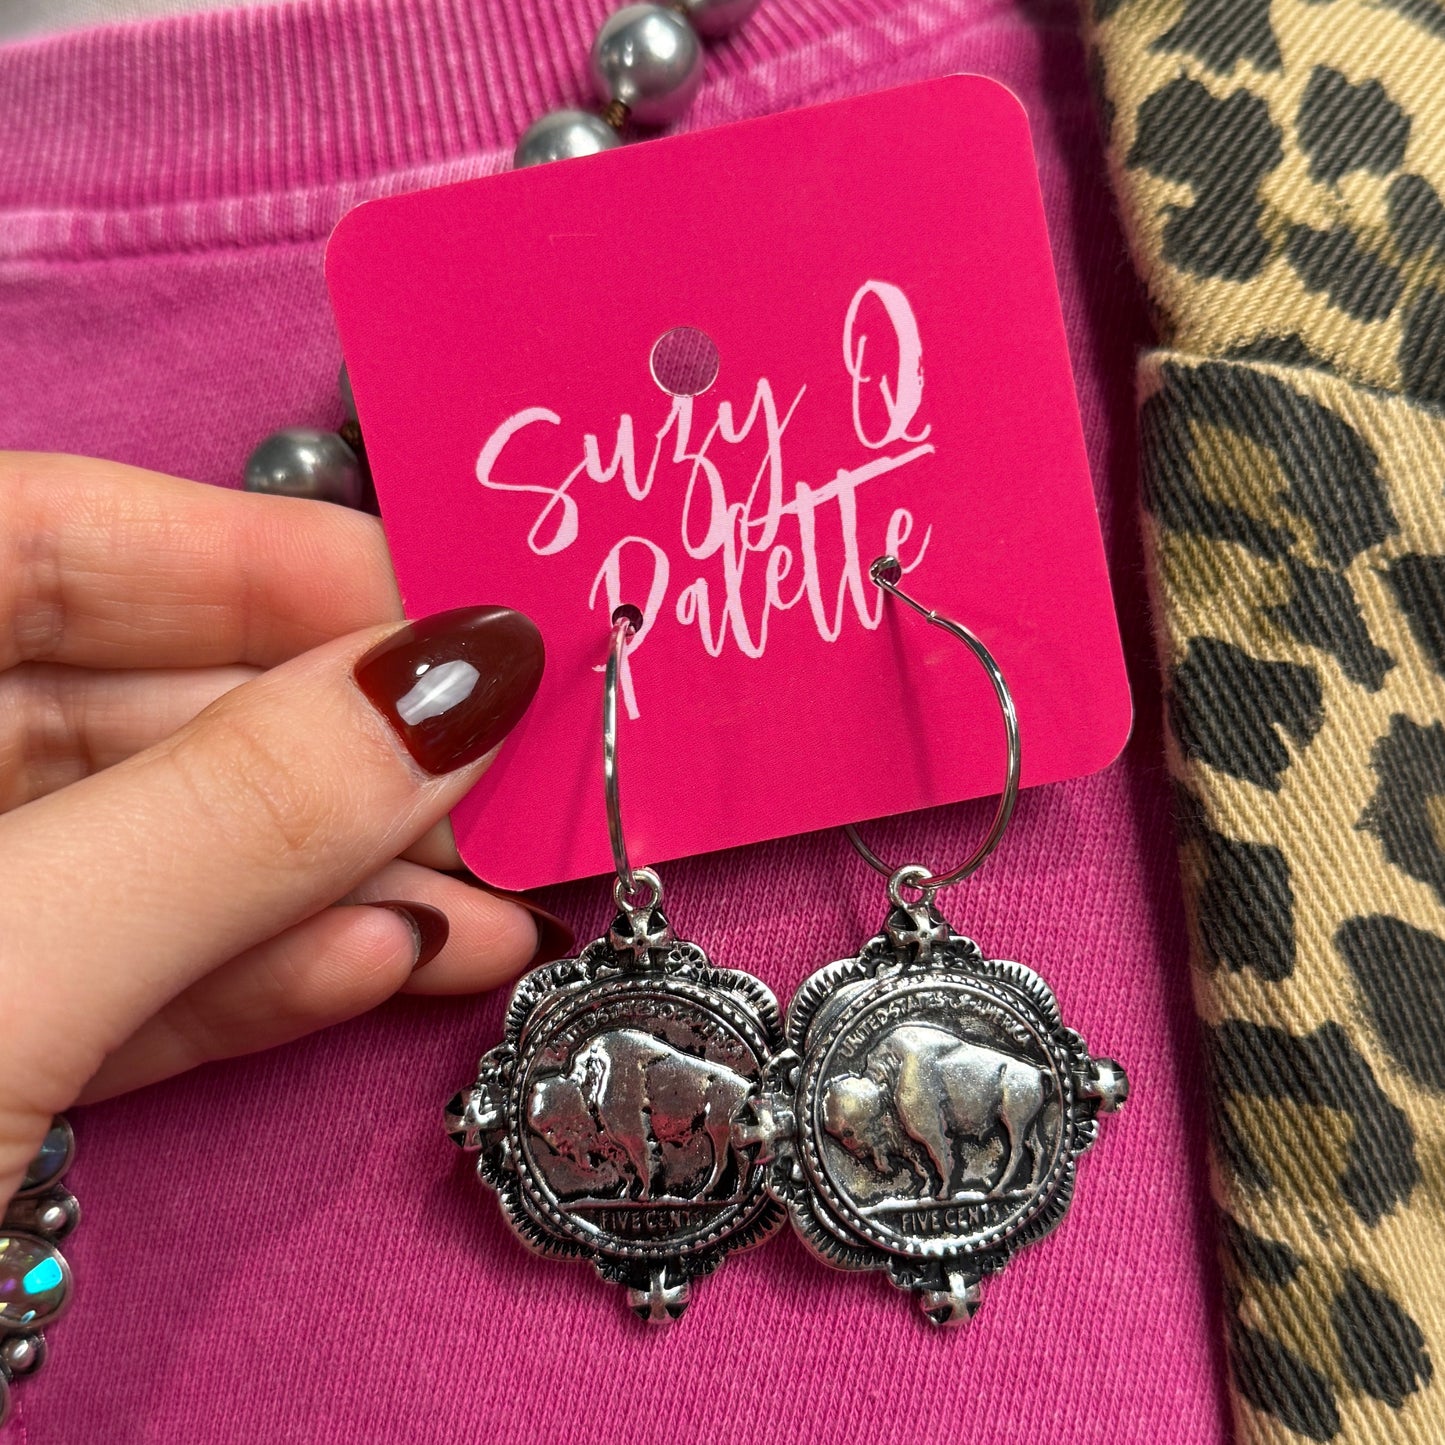 Suzy Q
Palette
UNITED STATES OF AMERICA
FIVE CENTS
UNITED STATES OF AMERICA
FIVE CENTS